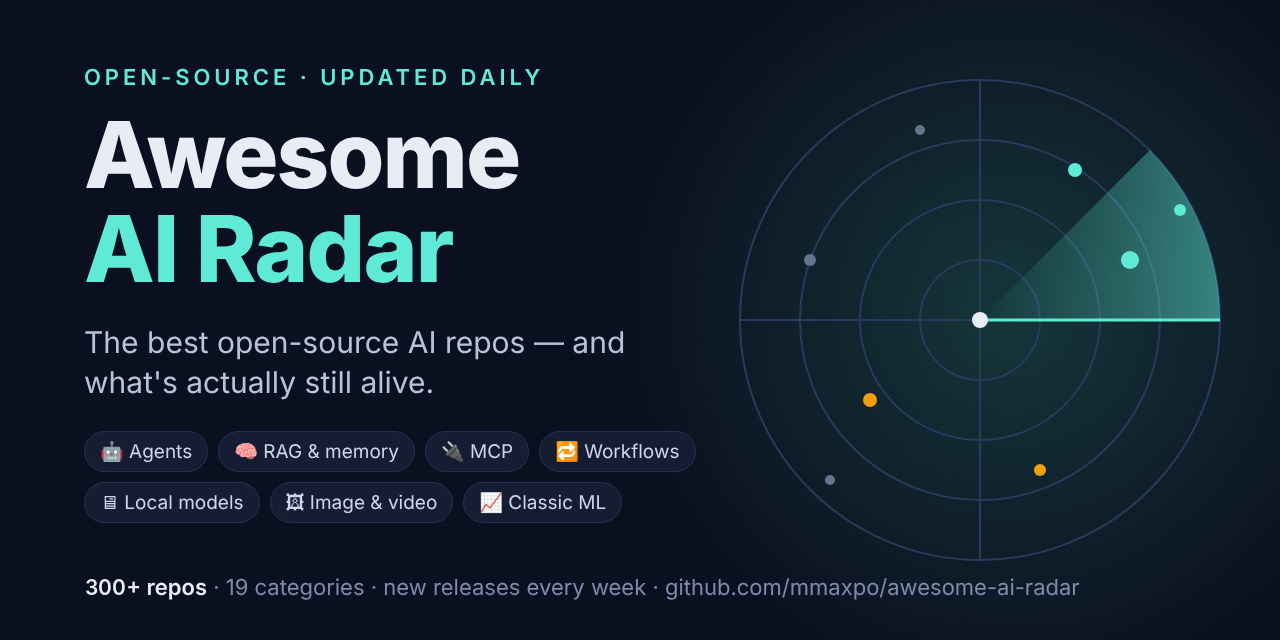 OPEN-SOURCE · UPDATED DAILY
Awesome
AI Radar
The best open-source AI repos — and
what's actually still alive.
🤖 Agents 🧠 RAG & memory 🔌 MCP 🔁 Workflows
🖥 Local models 🖼 Image & video 📈 Classic ML
300+ repos · 19 categories · new releases every week · github.com/mmaxpo/awesome-ai-radar